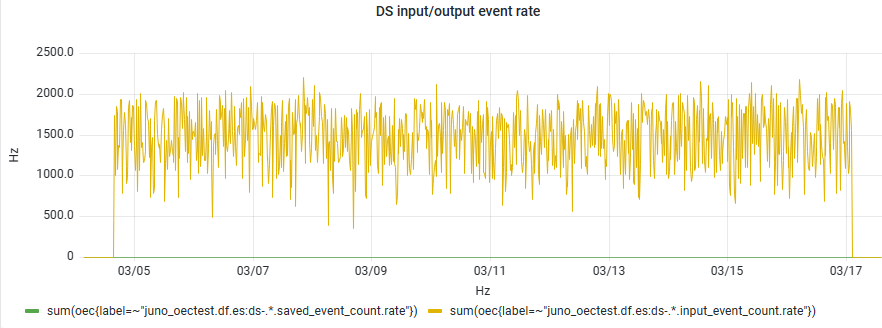 DS input/output event rate
2500.0
2000.0
1500.0
1000.0
500.0
0
Hz
03/05 03/07 03/09 03/11 03/13 03/15 03/17
Hz
sum(oec{label=~"juno_oectest.df.es:ds-.*.saved_event_count.rate"}) sum(oec{label=~"juno_oectest.df.es:ds-.*.input_event_count.rate"})